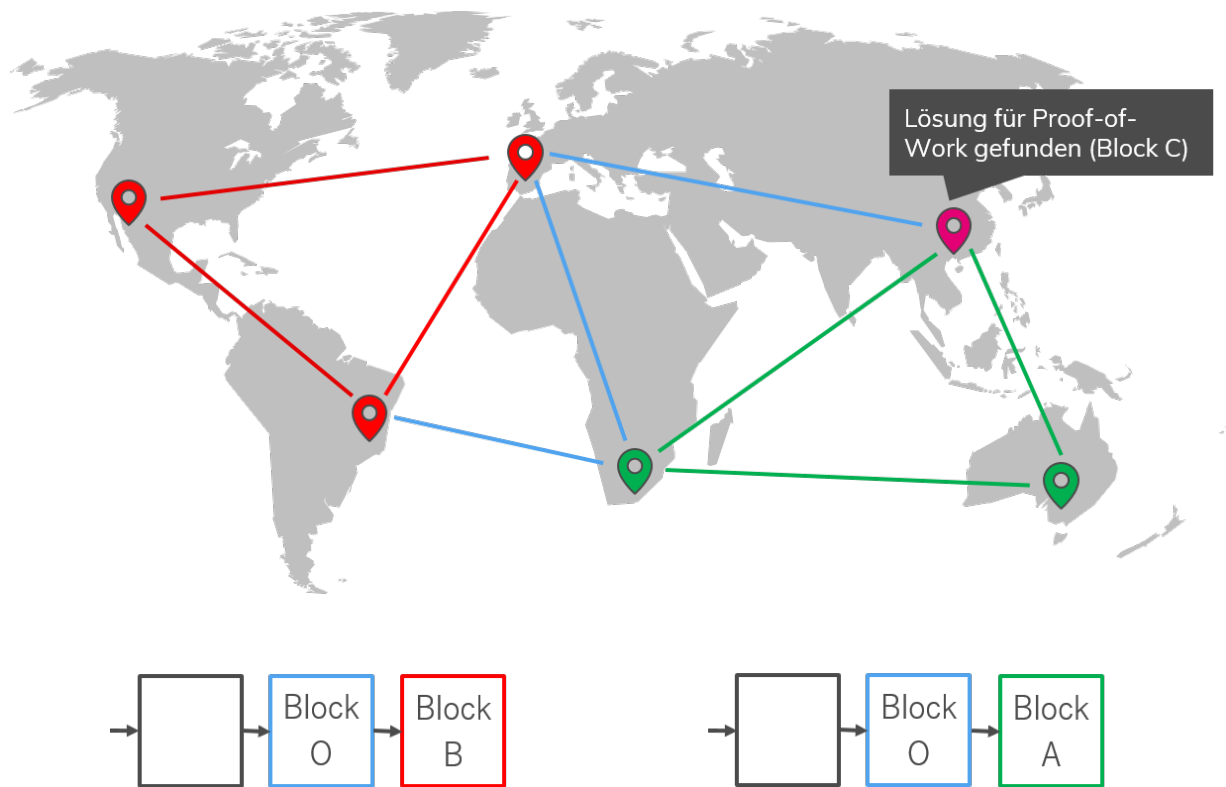 Lösung für Proof-of-
Work gefunden (Block C)
Block
O
Block
B
Block
O
Block
A